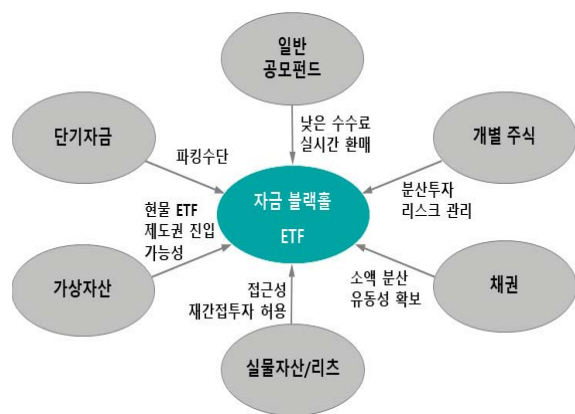 일반
공모펀드
낮은 수수료
실시간 환매
단기자금
파킹수단
개별 주식
분산투자
리스크 관리
자금 블랙홀
ETF
현물 ETF
제도권 진입
가능성
가상자산
소액 분산
유동성 확보
채권
접근성
재간접투자 허용
실물자산/리츠